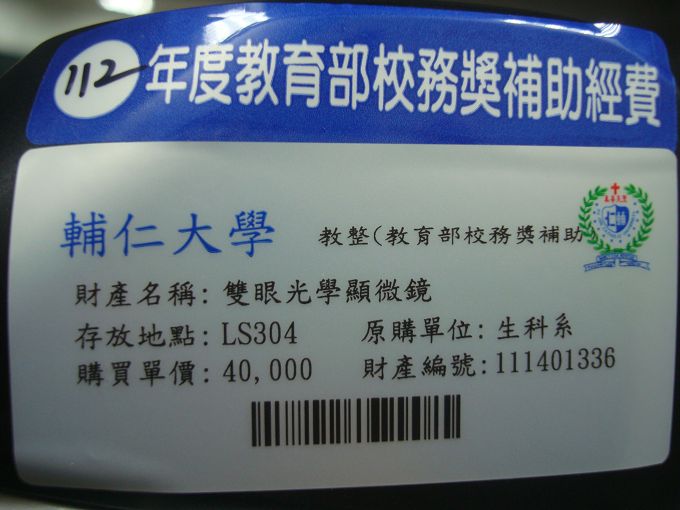 112年度教育部校務獎補助經費
輔仁大學 教整(教育部校務獎補助
財產名稱: 雙眼光學顯微鏡
存放地點: LS304 原購單位: 生科系
購買單價: 40,000 財產編號: 111401336